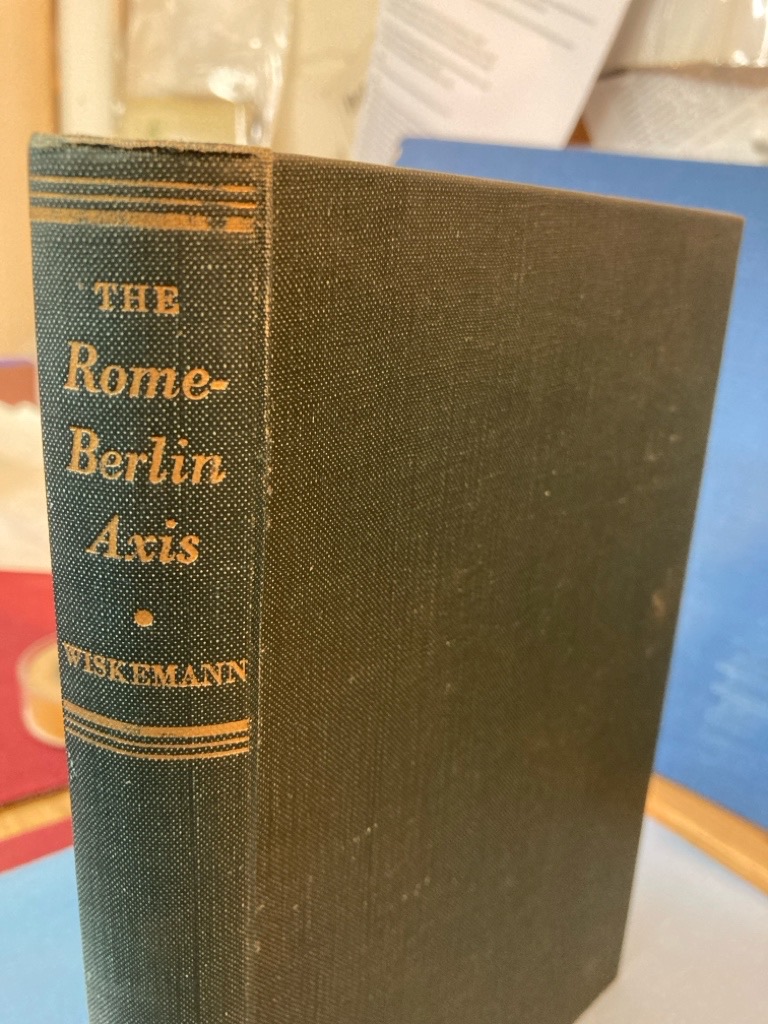 THE
Rome-
Berlin
Axis
WISKEMANN